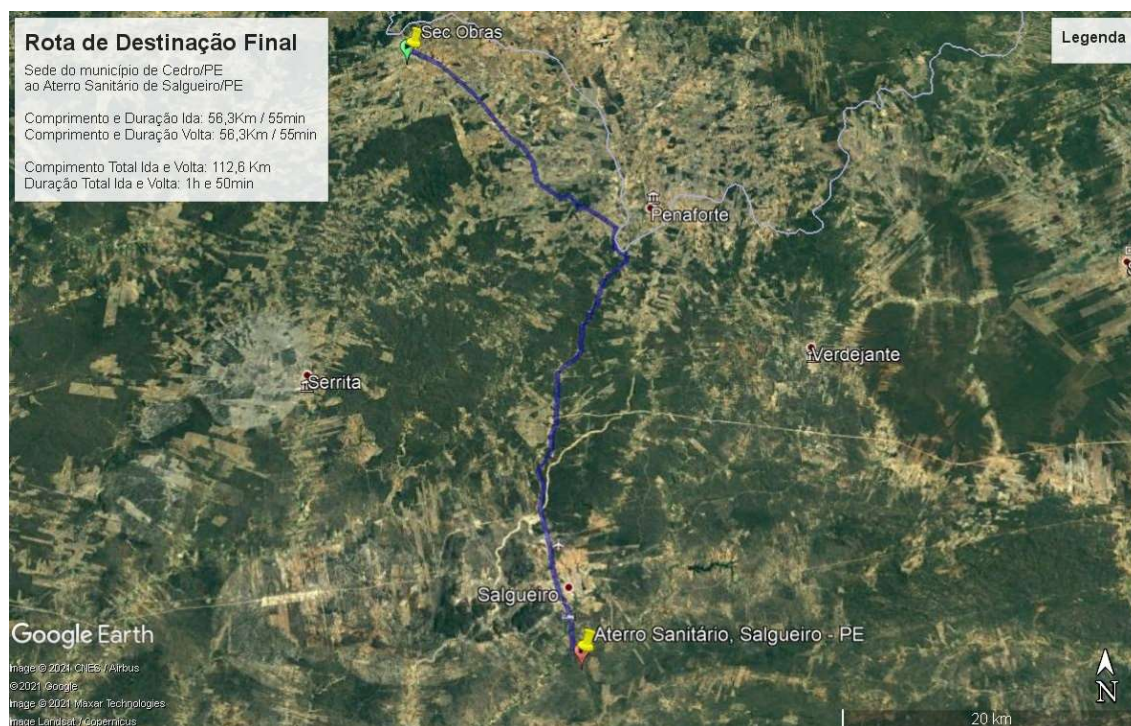 Rota de Destinação Final
Sede do município de Cedro/PE
ao Aterro Sanitário de Salgueiro/PE
Comprimento e Duração Ida: 56,3Km / 55min
Comprimento e Duração Volta: 56,3Km / 55min
Compimento Total Ida e Volta: 112,6 Km
Duração Total Ida e Volta: 1h e 50min
Legenda
Sec Obras
Penaforte
Verdejante
Serrita
Salgueiro
Aterro Sanitário, Salgueiro - PE
Google Earth
Image © 2021 CNES / Airbus
©2021 Google
Image © 2021 Maxar Technologies
Image Landsat / Copernicus
N
20 km